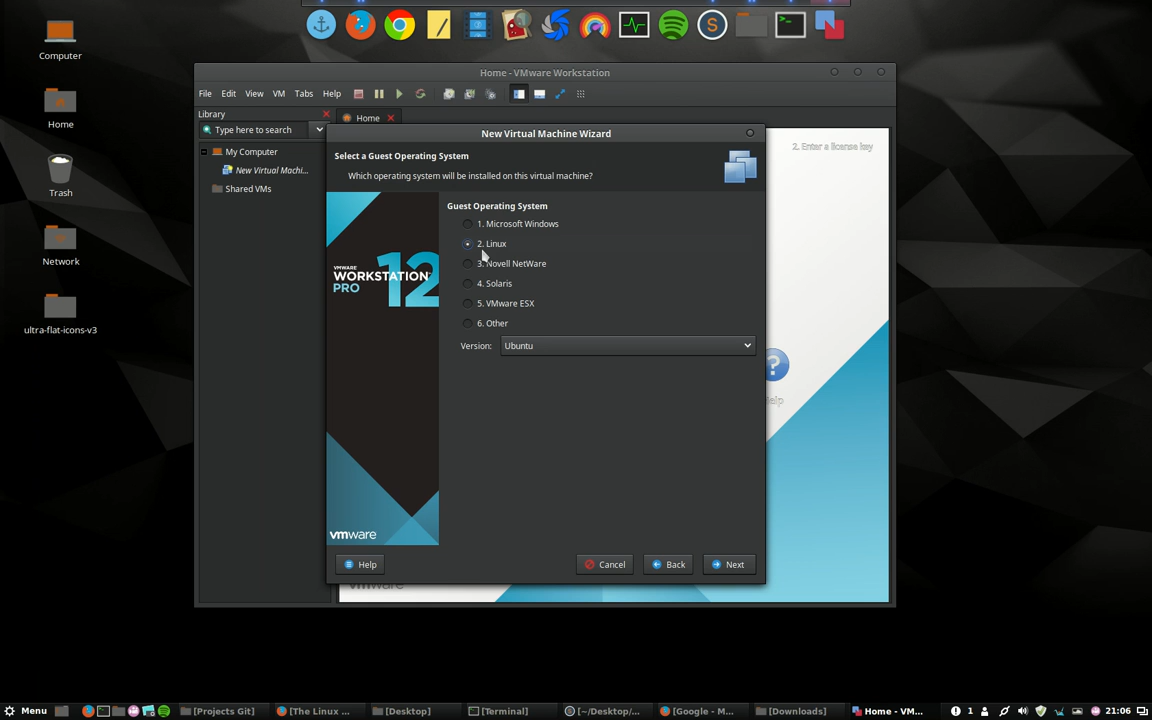 Computer
Home
Trash
Network
ultra-flat-icons-v3
Home - VMware Workstation
File Edit View VM Tabs Help
Library
Type here to search
My Computer
New Virtual Machi...
Shared VMs
Home
2. Enter a license key
Help
New Virtual Machine Wizard
Select a Guest Operating System
Which operating system will be installed on this virtual machine?
VMWARE
WORKSTATION 12
PRO
vmware
Guest Operating System
1. Microsoft Windows
2. Linux
3. Novell NetWare
4. Solaris
5. VMware ESX
6. Other
Version: Ubuntu
Help Cancel Back Next
Menu [Projects Git] [The Linux ... [Desktop] [Terminal] [~/Desktop/... [Google - M... [Downloads] Home - VM... 1 21:06